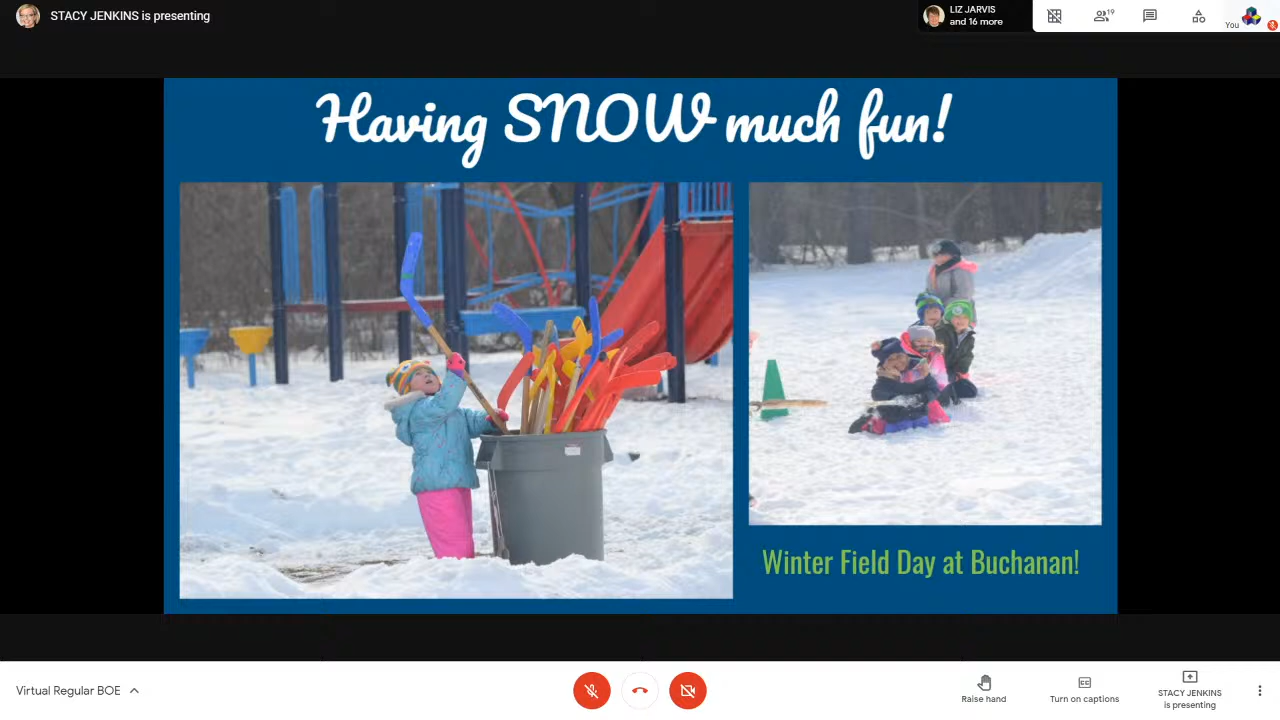 STACY JENKINS is presenting
LIZ JARVIS
and 16 more
19
You
Having SNOW much fun!
Winter Field Day at Buchanan!
Virtual Regular BOE
Raise hand
CC
Turn on captions
STACY JENKINS
is presenting